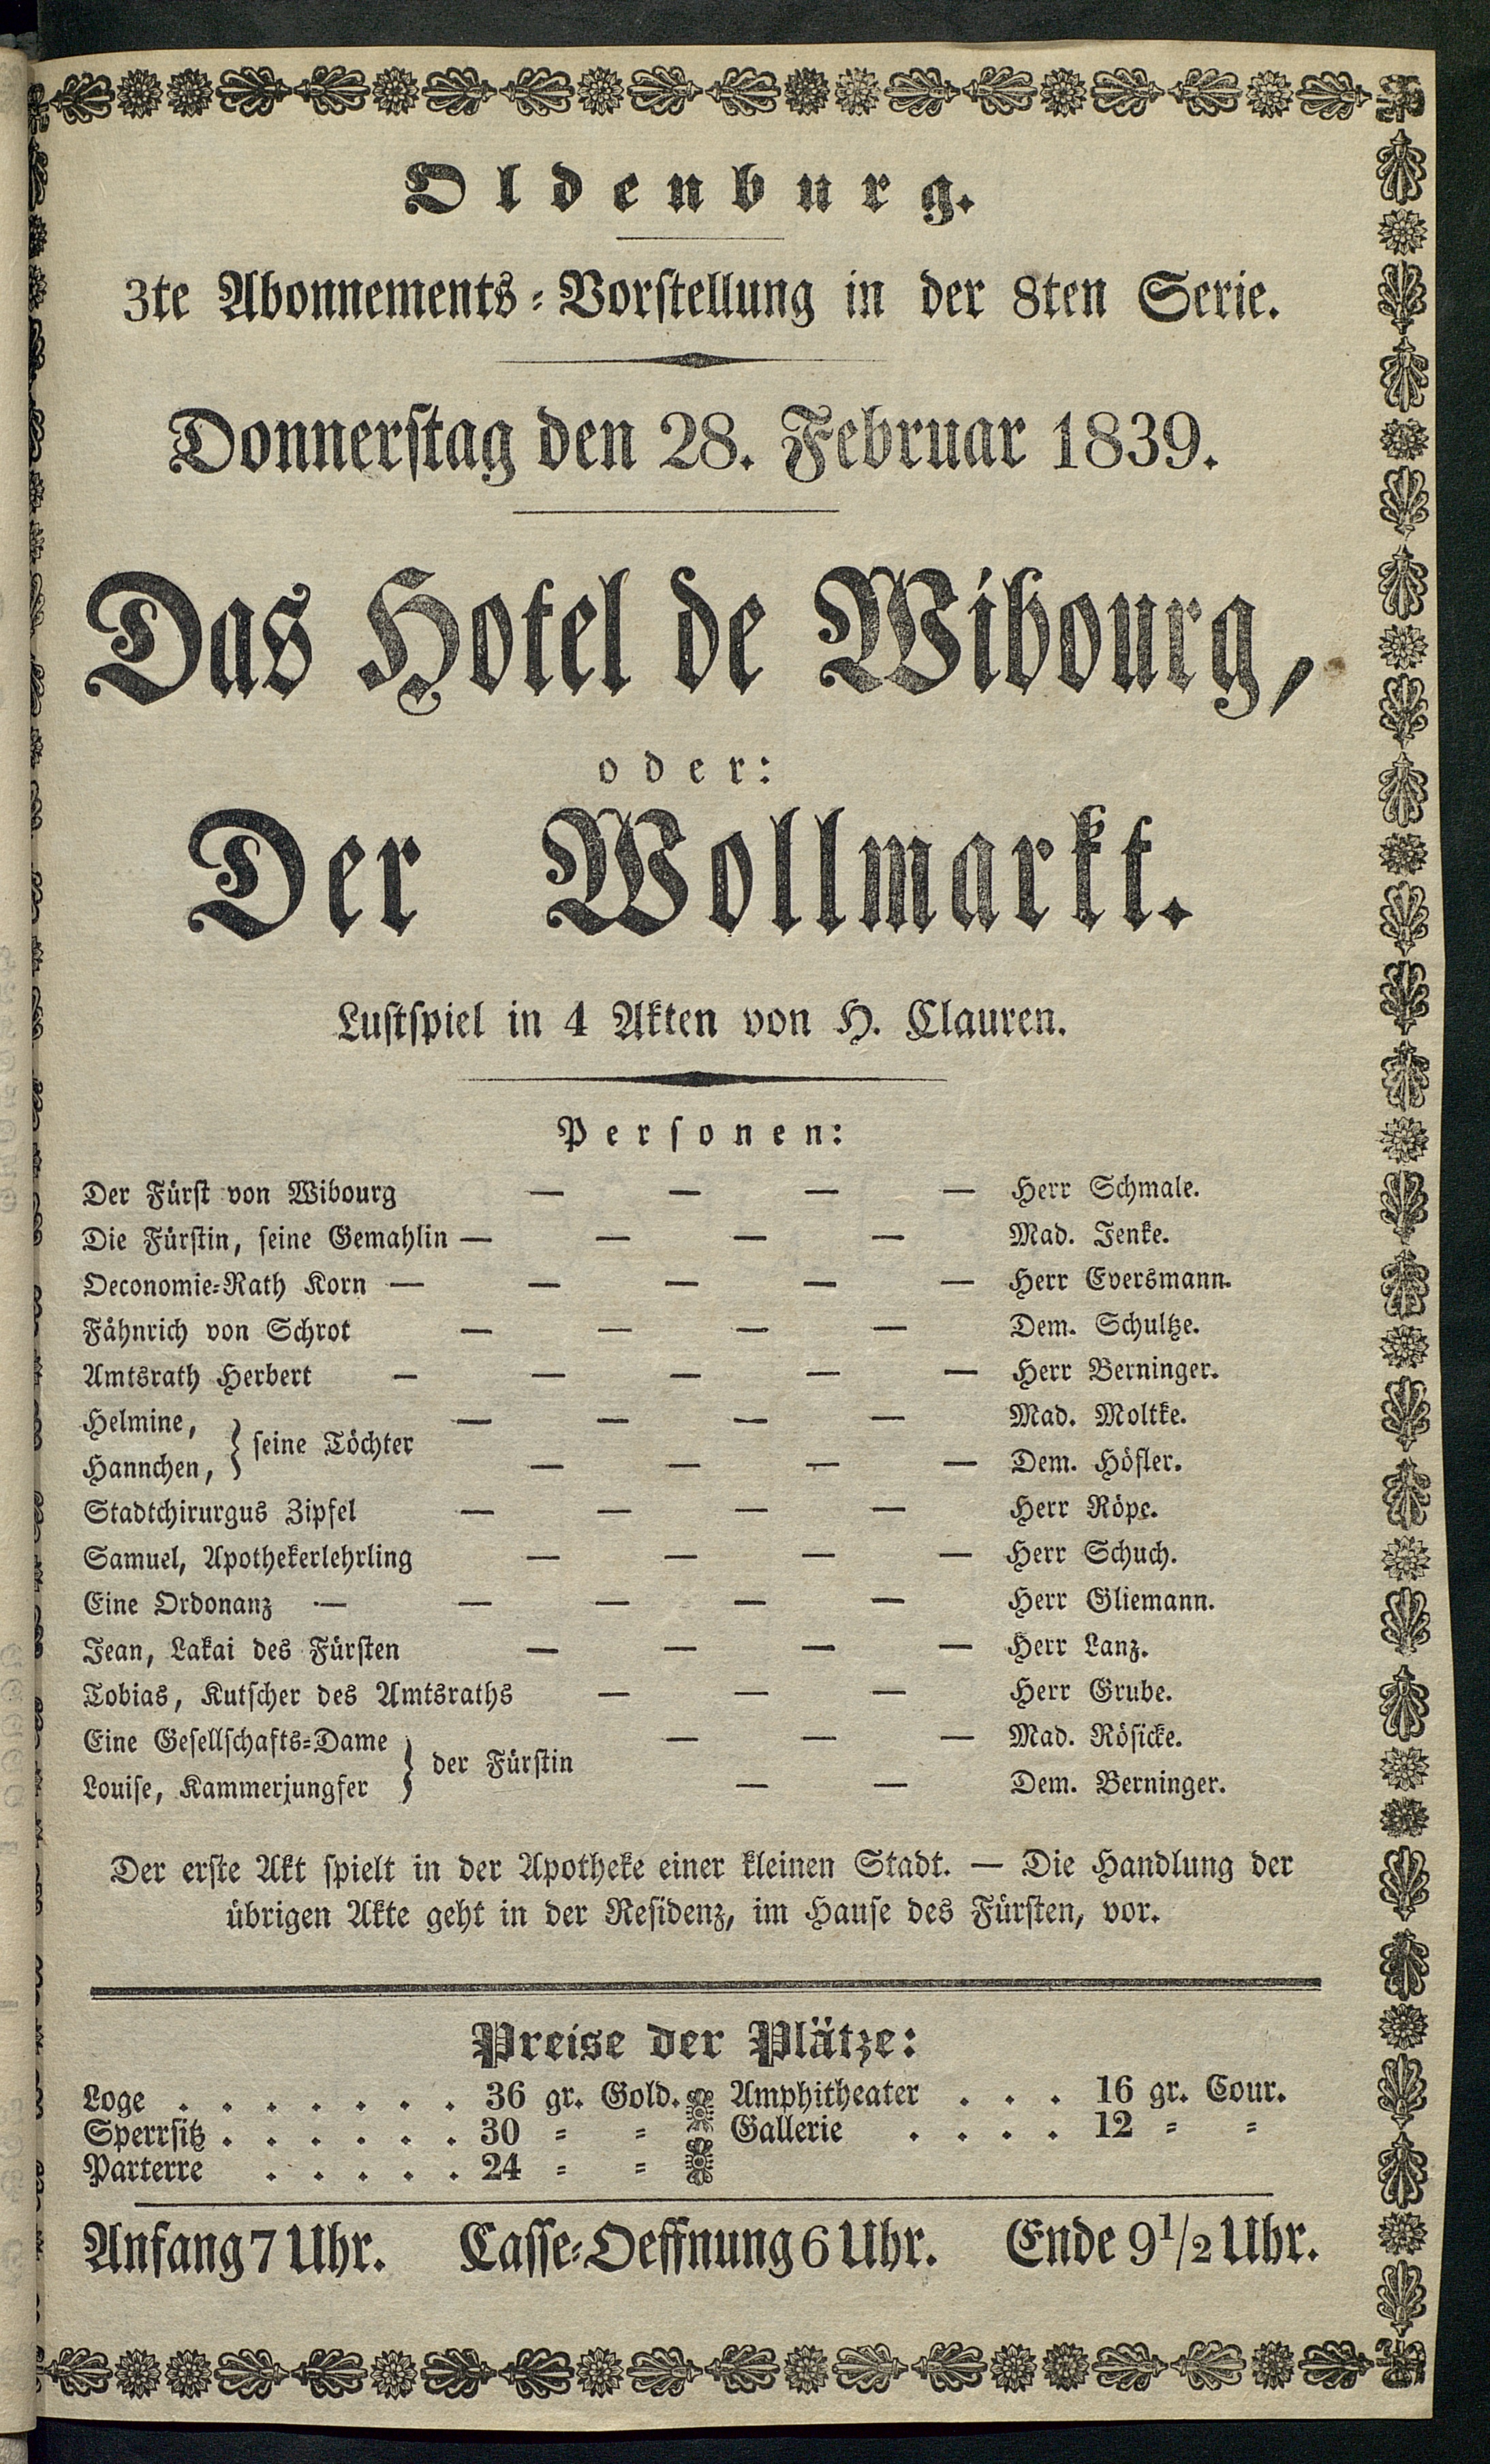 Oldenburg.
3te Abonnements-Vorstellung in der 8ten Serie.
Donnerstag den 28. Februar 1839.
Das Hotel de Wibourg,
oder:
Der Wollmarkt.
Lustspiel in 4 Akten von H. Clauren.
Personen:
Der Fürst von Wibourg — — — — Herr Schmale.
Die Fürstin, seine Gemahlin — — — — Mad. Jenke.
Oeconomie-Rath Korn — — — — — Herr Eversmann.
Fähnrich von Schrot — — — — Dem. Schultze.
Amtsrath Herbert — — — — — Herr Berninger.
Helmine, } seine Töchter — — — — Mad. Moltke.
Hannchen, — — — — Dem. Höfler.
Stadtchirurgus Zipfel — — — — Herr Röpe.
Samuel, Apothekerlehrling — — — — Herr Schuch.
Eine Ordonanz — — — — — Herr Gliemann.
Jean, Lakai des Fürsten — — — — Herr Lanz.
Tobias, Kutscher des Amtsraths — — — Herr Grube.
Eine Gesellschafts-Dame } der Fürstin — — — Mad. Rösicke.
Louise, Kammerjungfer — — Dem. Berninger.
Der erste Akt spielt in der Apotheke einer kleinen Stadt. — Die Handlung der
übrigen Akte geht in der Residenz, im Hause des Fürsten, vor.
Preise der Plätze:
Loge . . . . . . . 36 gr. Gold. Amphitheater . . . 16 gr. Cour.
Sperrsitz . . . . . . 30 = = Gallerie . . . . 12 = =
Parterre . . . . . 24 = =
Anfang 7 Uhr. Casse-Oeffnung 6 Uhr. Ende 9 1/2 Uhr.